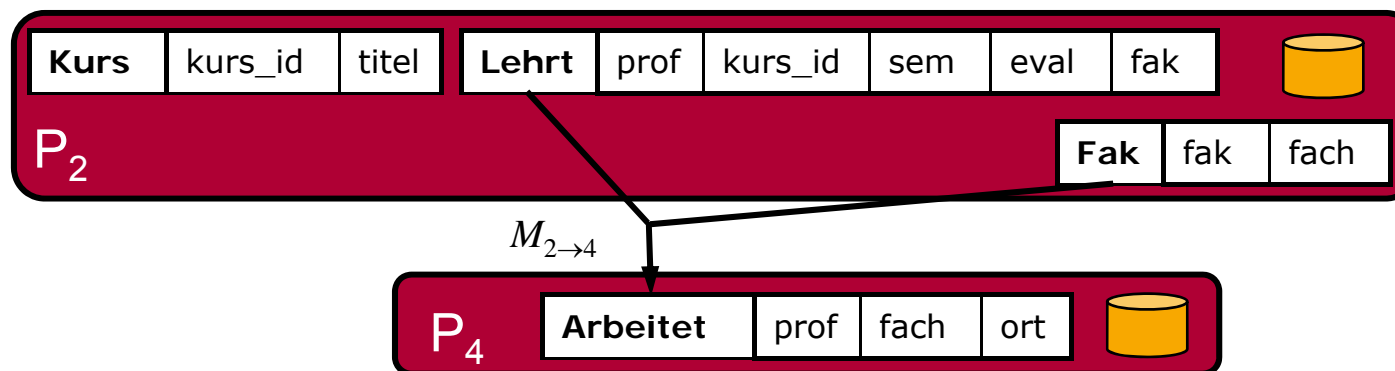 Kurs kurs_id titel Lehrt prof kurs_id sem eval fak
P2 Fak fak fach
M2→4
P4 Arbeitet prof fach ort